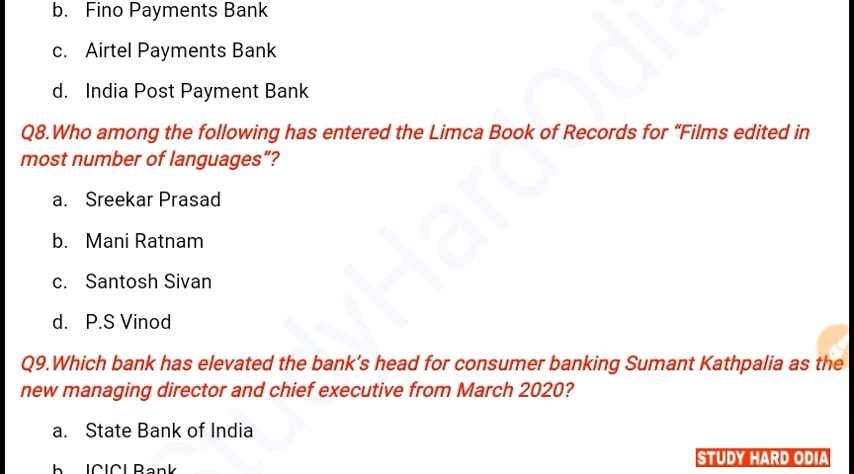 b. Fino Payments Bank
c. Airtel Payments Bank
d. India Post Payment Bank
Q8.Who among the following has entered the Limca Book of Records for “Films edited in
most number of languages”?
a. Sreekar Prasad
b. Mani Ratnam
c. Santosh Sivan
d. P.S Vinod
Q9.Which bank has elevated the bank’s head for consumer banking Sumant Kathpalia as the
new managing director and chief executive from March 2020?
a. State Bank of India
b. ICICI Bank
STUDY HARD ODIA
StudyHardOdia